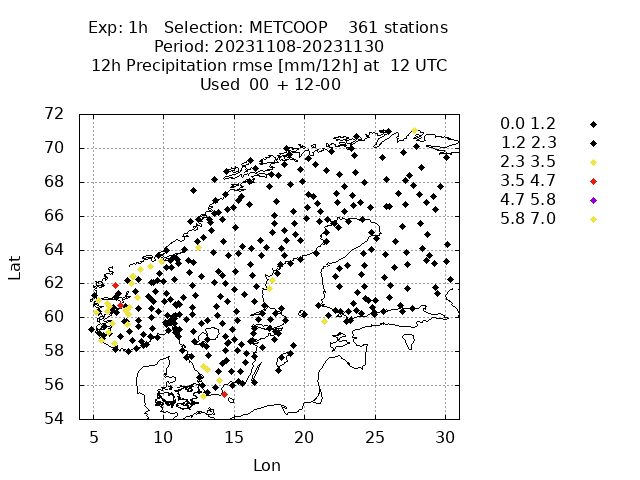 Exp: 1h   Selection: METCOOP    361 stations
Period: 20231108-20231130
12h Precipitation rmse [mm/12h] at  12 UTC
Used  00 + 12-00
72
70
68
66
64
62
60
58
56
54
Lat
5 10 15 20 25 30
Lon
0.0 1.2
1.2 2.3
2.3 3.5
3.5 4.7
4.7 5.8
5.8 7.0